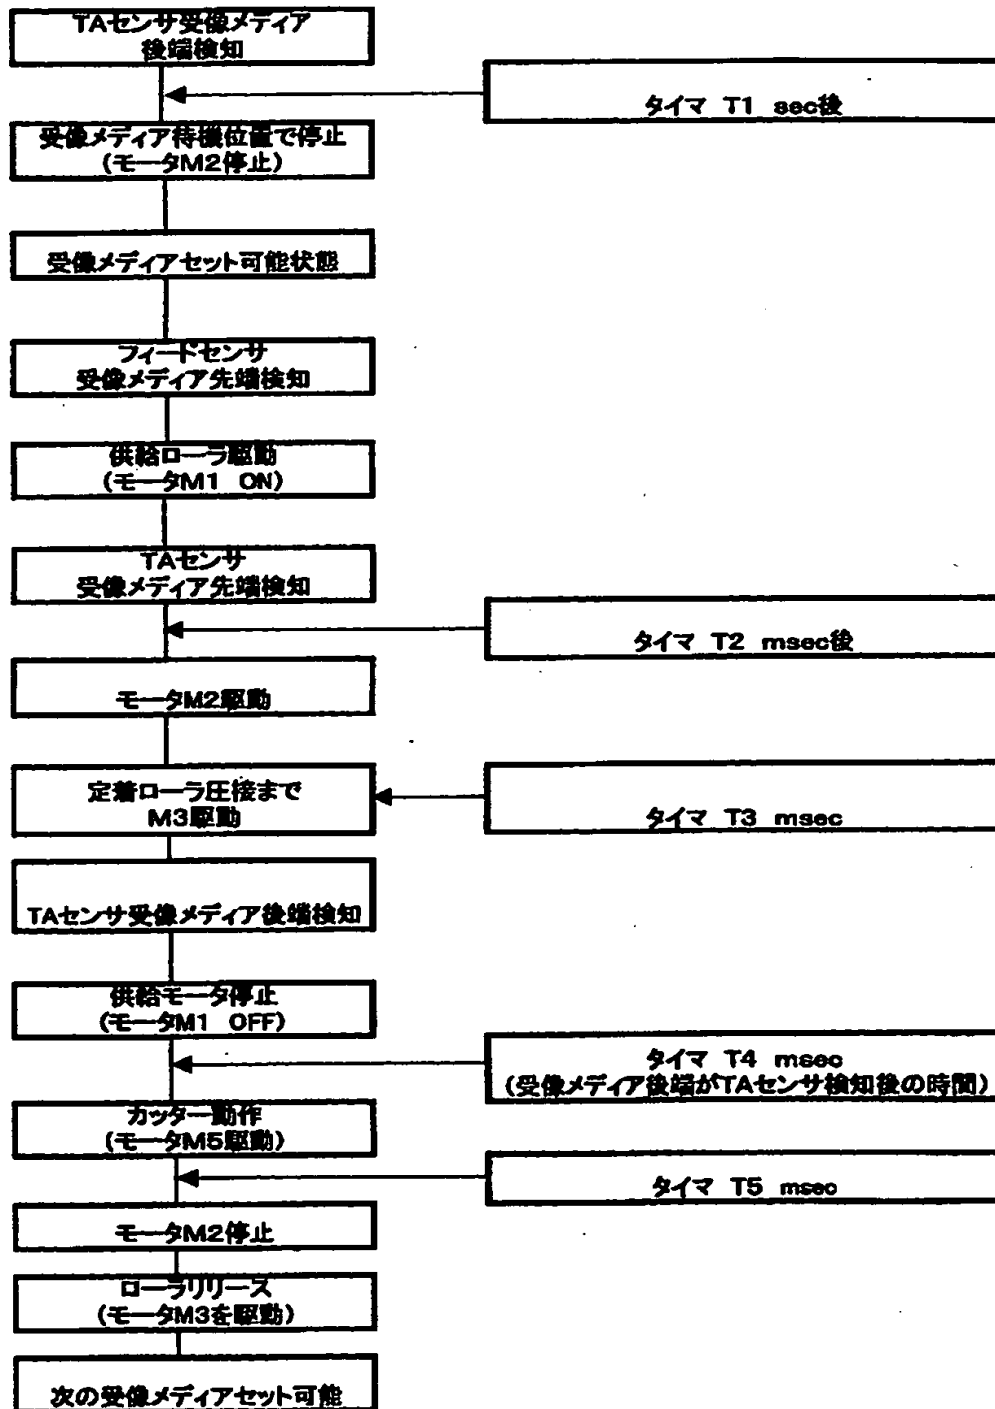 TAセンサ受像メディア
後端検知
タイマ T1 sec後
受像メディア待機位置で停止
(モータM2停止)
受像メディアセット可能状態
フィードセンサ
受像メディア先端検知
供給ローラ駆動
(モータM1 ON)
TAセンサ
受像メディア先端検知
タイマ T2 msec後
モータM2駆動
定着ローラ圧接まで
M3駆動
タイマ T3 msec
TAセンサ受像メディア後端検知
供給モータ停止
(モータM1 OFF)
タイマ T4 msec
(受像メディア後端がTAセンサ検知後の時間)
カッター動作
(モータM5駆動)
タイマ T5 msec
モータM2停止
ローラリリース
(モータM3を駆動)
次の受像メディアセット可能